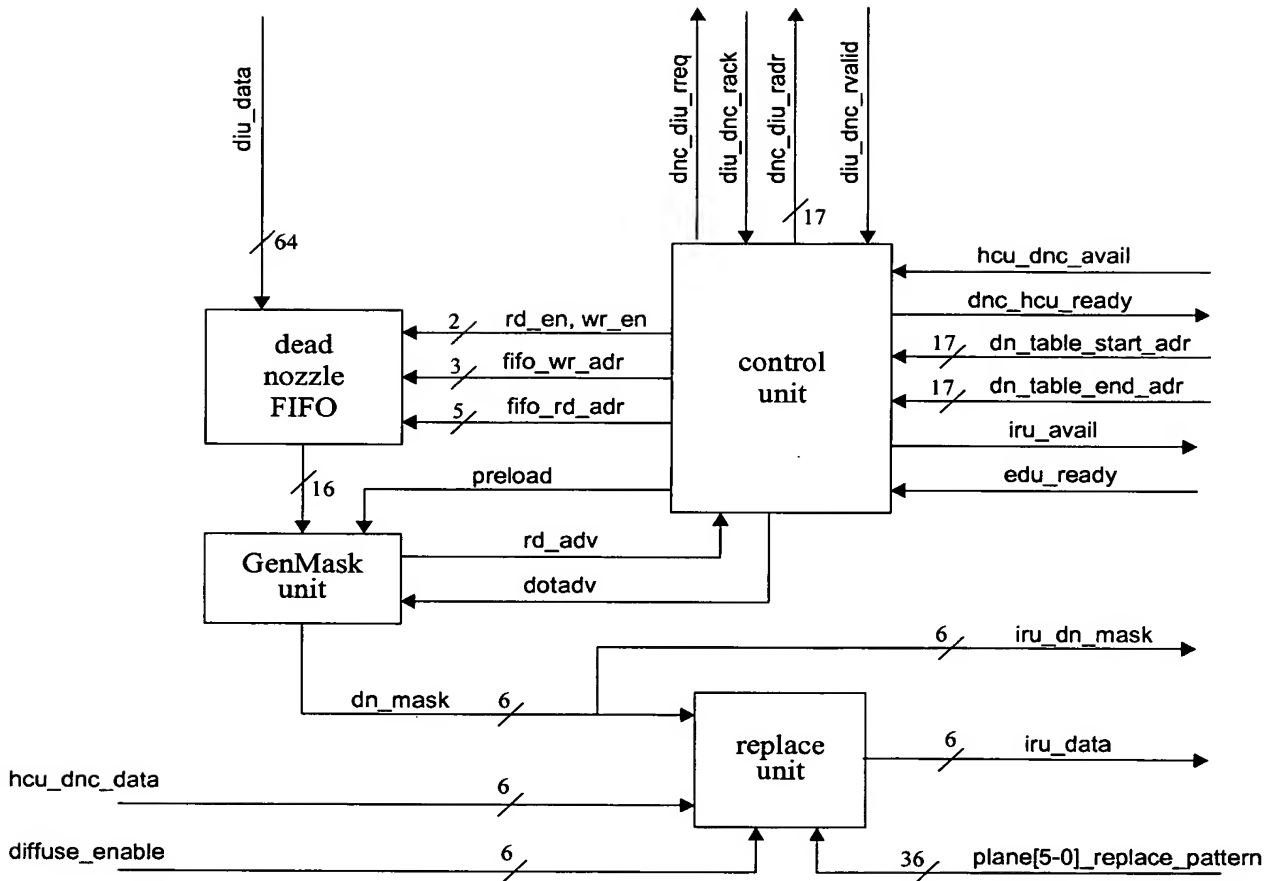 diu_data
dnc_diu_rreq
diu_dnc_rack
dnc_diu_radr
diu_dnc_rvalid
17
64
hcu_dnc_avail
dnc_hcu_ready
17 dn_table_start_adr
17 dn_table_end_adr
iru_avail
edu_ready
dead
nozzle
FIFO
2 rd_en, wr_en
3 fifo_wr_adr
5 fifo_rd_adr
control
unit
16
preload
GenMask
unit
rd_adv
dotadv
6 iru_dn_mask
dn_mask 6
replace
unit
6 iru_data
hcu_dnc_data 6
diffuse_enable 6
36 plane[5-0]_replace_pattern